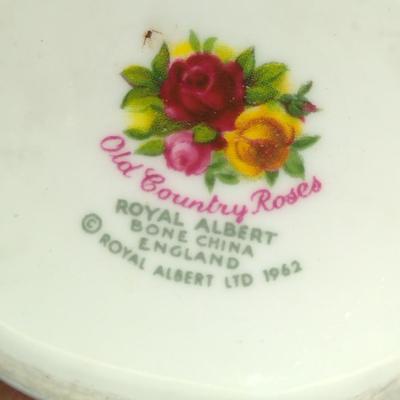 Old Country Roses
ROYAL ALBERT
BONE CHINA
ENGLAND
© ROYAL ALBERT LTD 1962